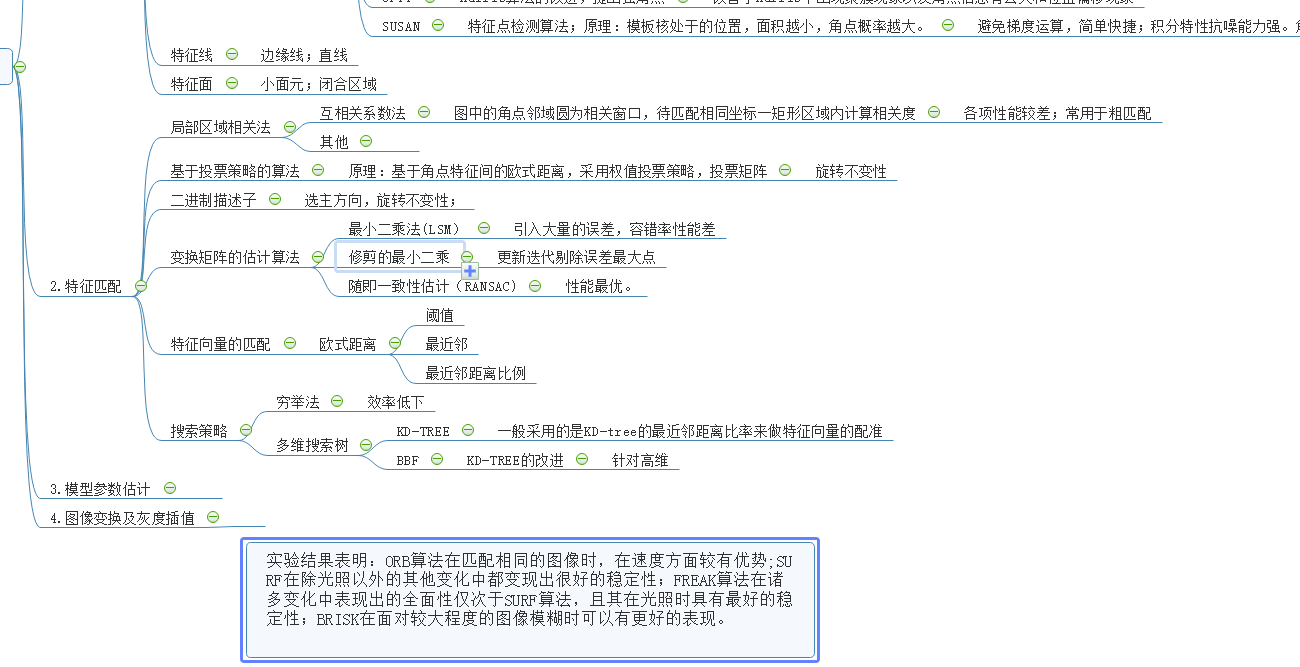 SUSAN 特征点检测算法；原理：模板核处于的位置，面积越小，角点概率越大。 避免梯度运算，简单快捷；积分特性抗噪能力强。
特征线 边缘线；直线
特征面 小面元；闭合区域
互相关系数法 图中的角点邻域圆为相关窗口，待匹配相同坐标一矩形区域内计算相关度 各项性能较差；常用于粗匹配
局部区域相关法
其他
基于投票策略的算法 原理：基于角点特征间的欧式距离，采用权值投票策略，投票矩阵 旋转不变性
二进制描述子 选主方向，旋转不变性；
最小二乘法(LSM) 引入大量的误差，容错率性能差
变换矩阵的估计算法 修剪的最小二乘 更新迭代剔除误差最大点
2.特征匹配 随即一致性估计（RANSAC) 性能最优。
阈值
特征向量的匹配 欧式距离 最近邻
最近邻距离比例
穷举法 效率低下
搜索策略 KD-TREE 一般采用的是KD-tree的最近邻距离比率来做特征向量的配准
多维搜索树
BBF KD-TREE的改进 针对高维
3.模型参数估计
4.图像变换及灰度插值
实验结果表明：ORB算法在匹配相同的图像时，在速度方面较有优势;SU
RF在除光照以外的其他变化中都变现出很好的稳定性；FREAK算法在诸
多变化中表现出的全面性仅次于SURF算法，且其在光照时具有最好的稳
定性；BRISK在面对较大程度的图像模糊时可以有更好的表现。